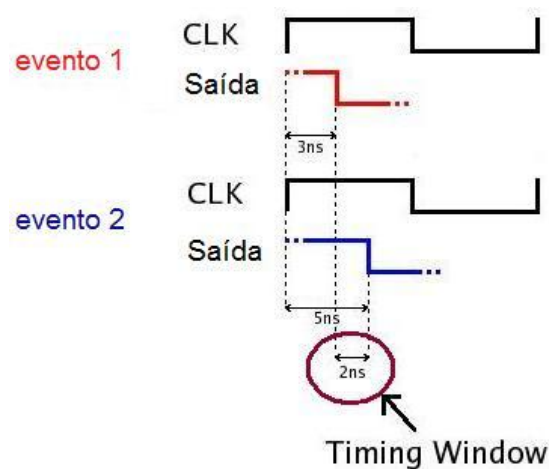 CLK
evento 1
Saída
3ns
CLK
evento 2
Saída
5ns
2ns
Timing Window